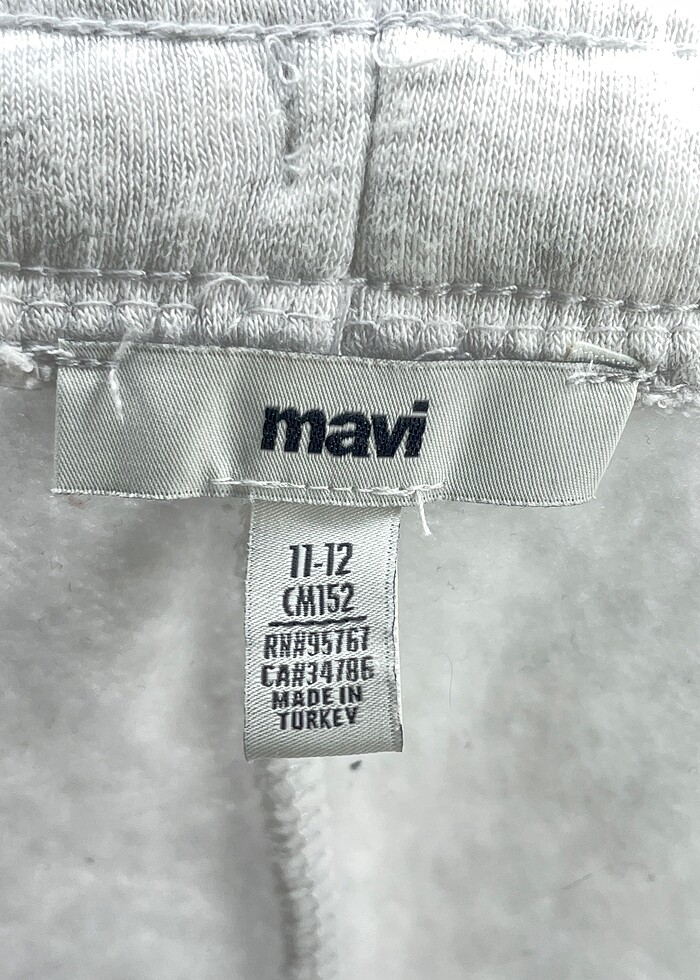 mavi
11-12
CM152
RN#95767
CA#34786
MADE IN
TURKEY